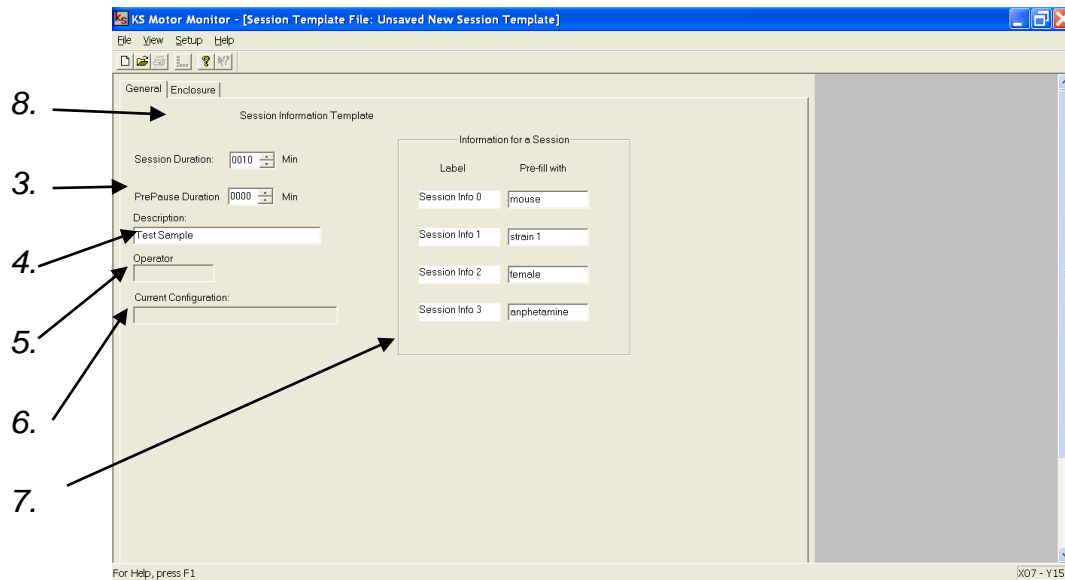 KS KS Motor Monitor - [Session Template File: Unsaved New Session Template]
File View Setup Help
General Enclosure
8.
Session Information Template
Information for a Session
Session Duration: 0010 Min
Label Pre-fill with
3.
PrePause Duration 0000 Min
Session Info 0 mouse
Description:
Test Sample
Session Info 1 strain 1
4.
Operator
Session Info 2 female
Current Configuration:
Session Info 3 anphetamine
5.
6.
7.
For Help, press F1
X07 - Y15